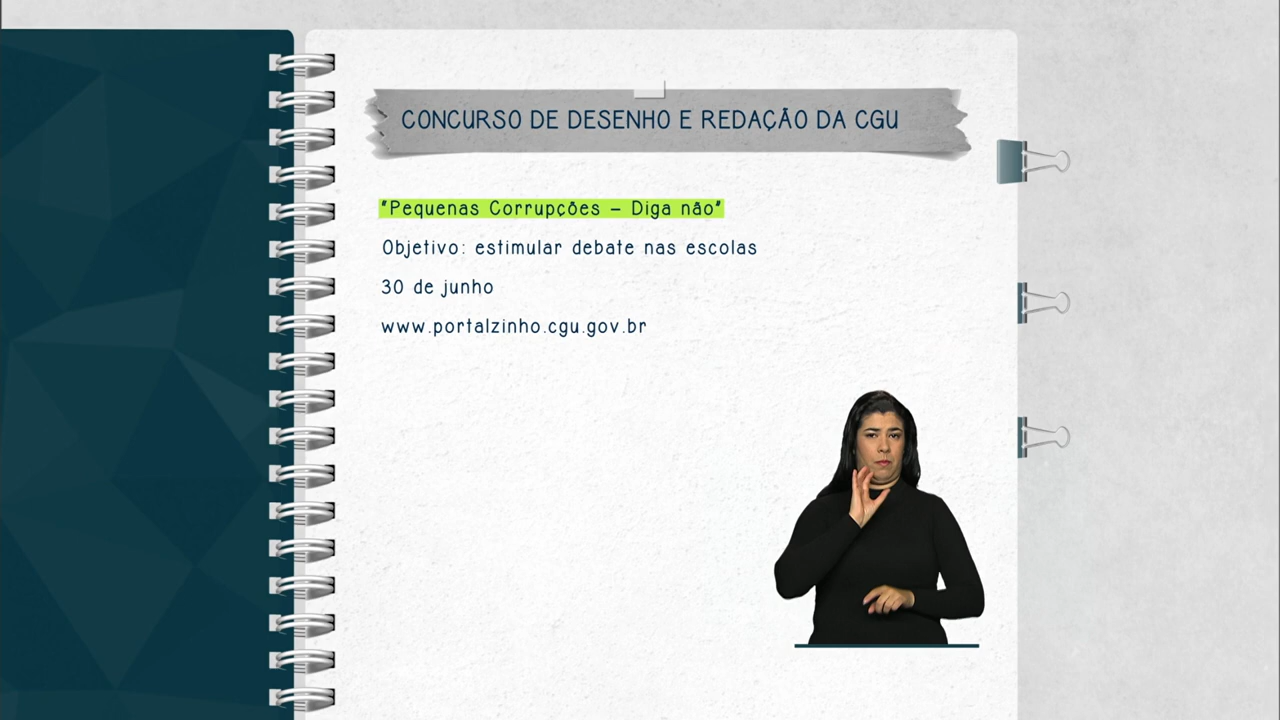 CONCURSO DE DESENHO E REDAÇÃO DA CGU
"Pequenas Corrupções – Diga não"
Objetivo: estimular debate nas escolas
30 de junho
www.portalzinho.cgu.gov.br